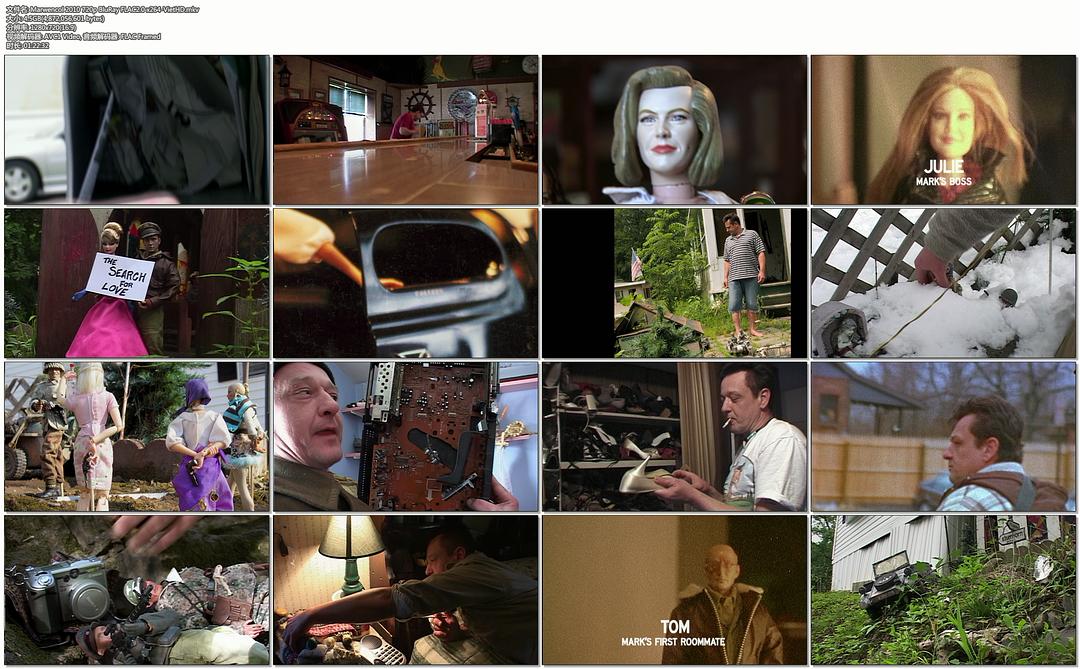 文件名: Marwencol 2010 720p BluRay FLAC2.0 x264-VietHD.mkv
大小: 4.5GB(4,872,056,601 bytes)
分辨率: 1280x720(16:9)
视频解码器: AVC1 Video, 音频解码器: FLAC Framed
时长: 01:22:32
JULIE
MARK'S BOSS
THE
SEARCH
FOR
LOVE
TOM
MARK'S FIRST ROOMMATE